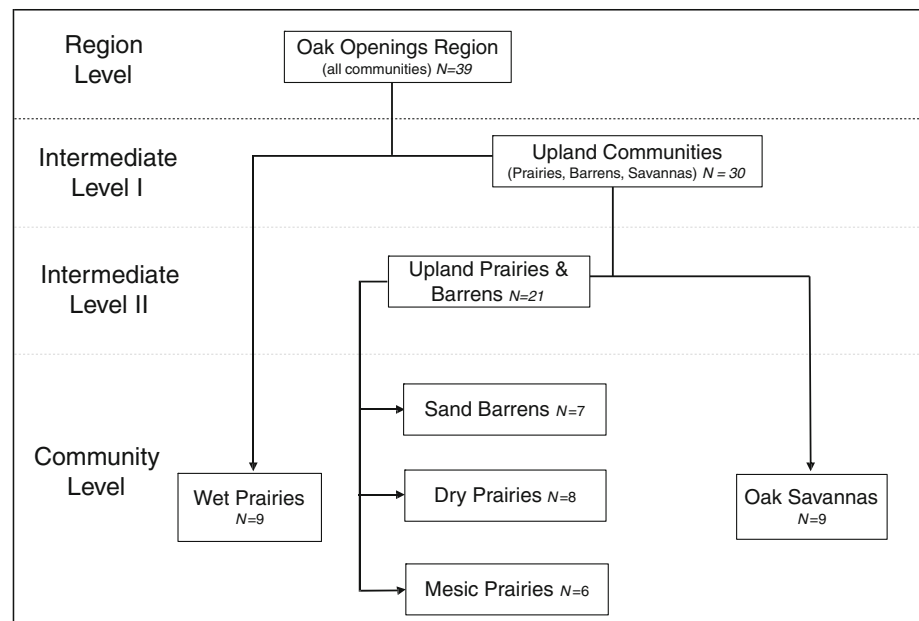 Region
Level
Oak Openings Region
(all communities) N=39
Intermediate
Level I
Upland Communities
(Prairies, Barrens, Savannas) N = 30
Intermediate
Level II
Upland Prairies &
Barrens N=21
Community
Level
Sand Barrens N=7
Wet Prairies
N=9
Dry Prairies N=8
Oak Savannas
N=9
Mesic Prairies N=6